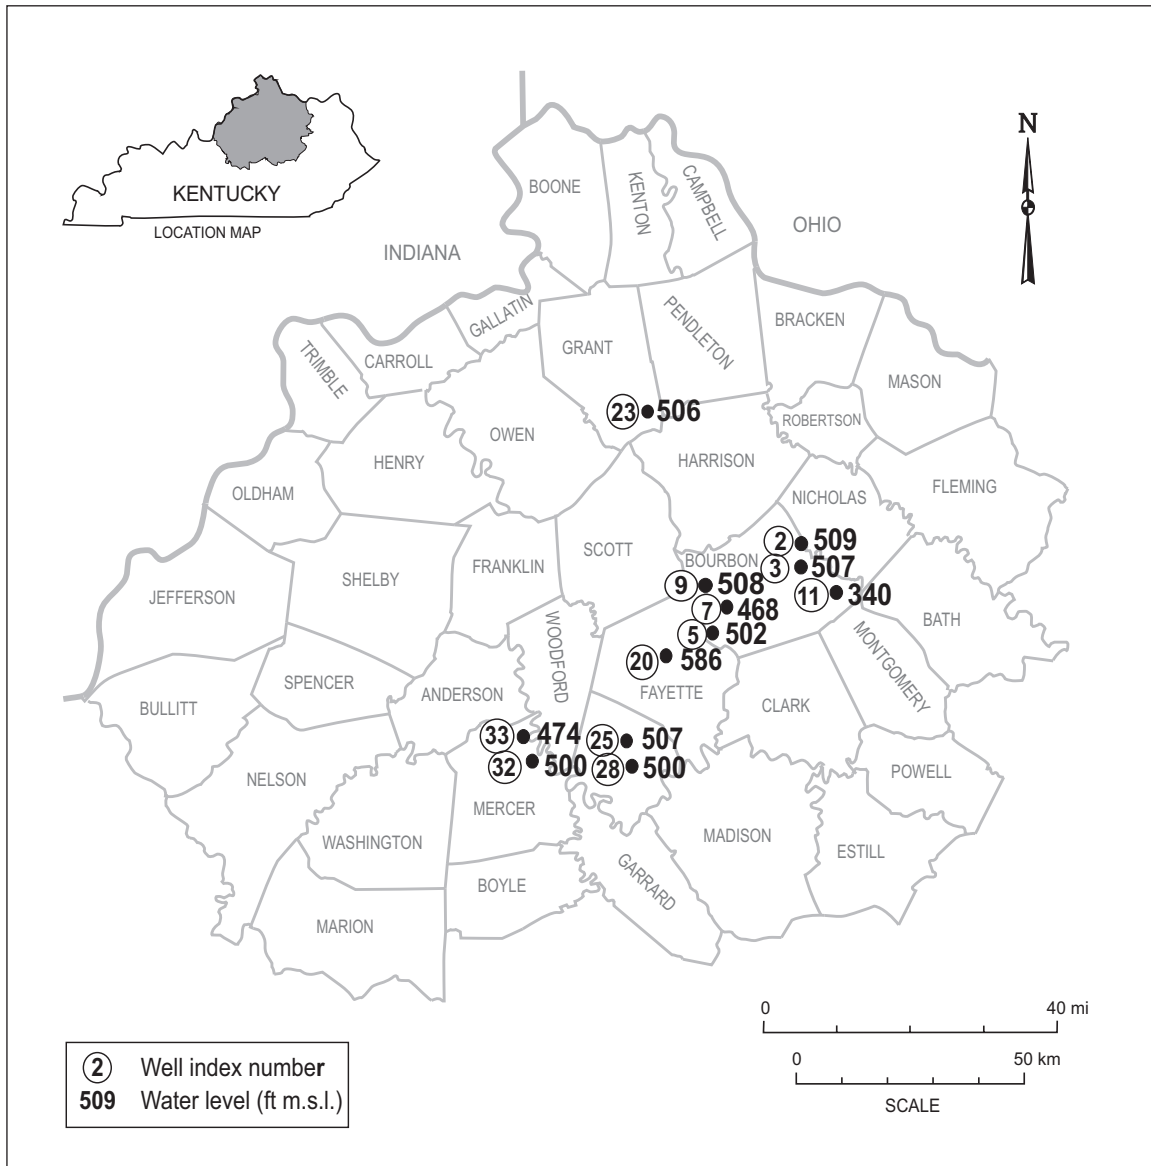 N
KENTUCKY
LOCATION MAP
INDIANA
OHIO
BOONE
KENTON
CAMPBELL
GALLATIN
GRANT
PENDLETON
BRACKEN
TRIMBLE
CARROLL
MASON
23 506
ROBERTSON
OWEN
HARRISON
HENRY
OLDHAM
NICHOLAS
FLEMING
2 509
SCOTT
BOURBON
3 507
FRANKLIN
SHELBY
JEFFERSON
9 508
11 340
7 468
BATH
5 502
WOODFORD
MONTGOMERY
20 586
SPENCER
ANDERSON
FAYETTE
CLARK
BULLITT
33 474
25 507
32 500
28 500
POWELL
NELSON
MERCER
WASHINGTON
MADISON
ESTILL
BOYLE
GARRARD
MARION
0 40 mi
0 50 km
SCALE
2 Well index number
509 Water level (ft m.s.l.)